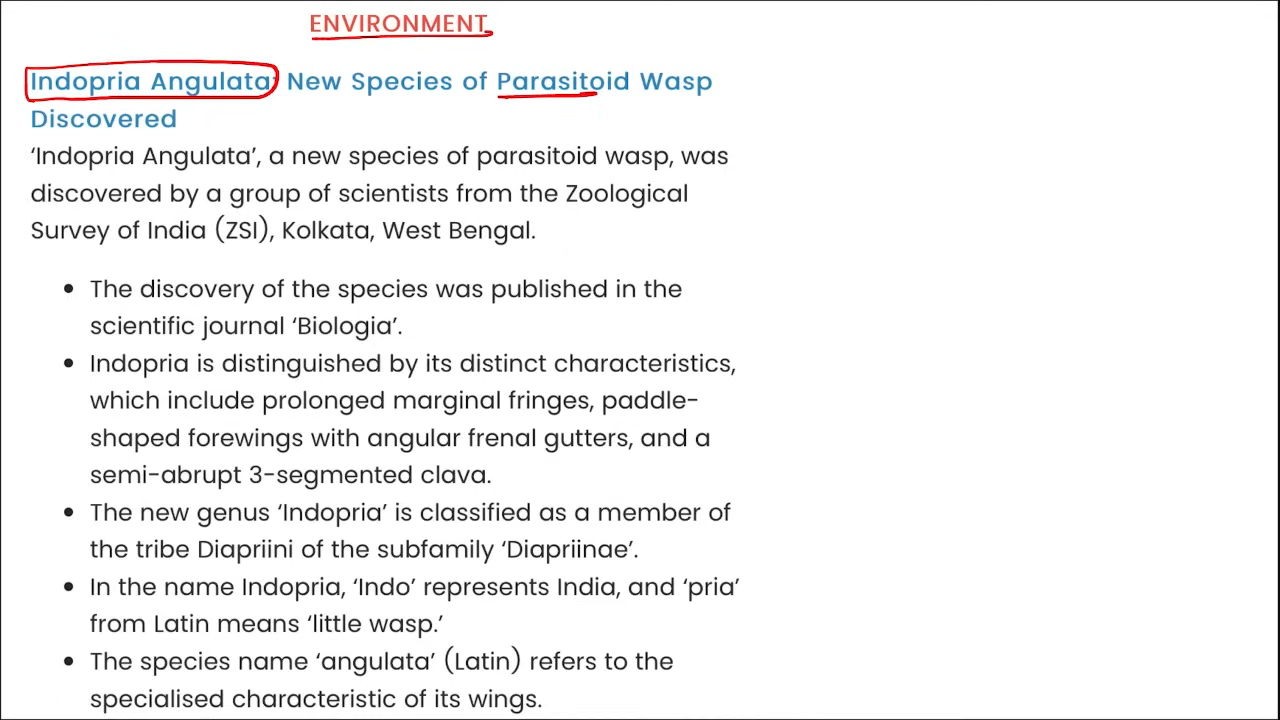 ENVIRONMENT
Indopria Angulata: New Species of Parasitoid Wasp
Discovered
‘Indopria Angulata’, a new species of parasitoid wasp, was
discovered by a group of scientists from the Zoological
Survey of India (ZSI), Kolkata, West Bengal.
• The discovery of the species was published in the
scientific journal ‘Biologia’.
• Indopria is distinguished by its distinct characteristics,
which include prolonged marginal fringes, paddle-
shaped forewings with angular frenal gutters, and a
semi-abrupt 3-segmented clava.
• The new genus ‘Indopria’ is classified as a member of
the tribe Diapriini of the subfamily ‘Diapriinae’.
• In the name Indopria, ‘Indo’ represents India, and ‘pria’
from Latin means ‘little wasp.’
• The species name ‘angulata’ (Latin) refers to the
specialised characteristic of its wings.